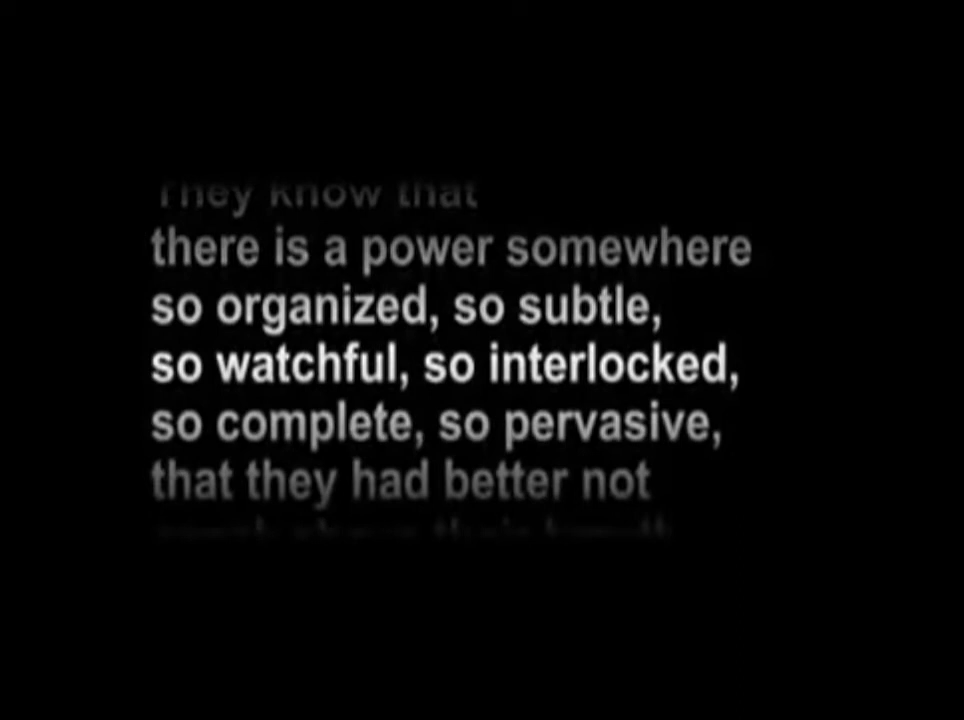 They know that
there is a power somewhere
so organized, so subtle,
so watchful, so interlocked,
so complete, so pervasive,
that they had better not